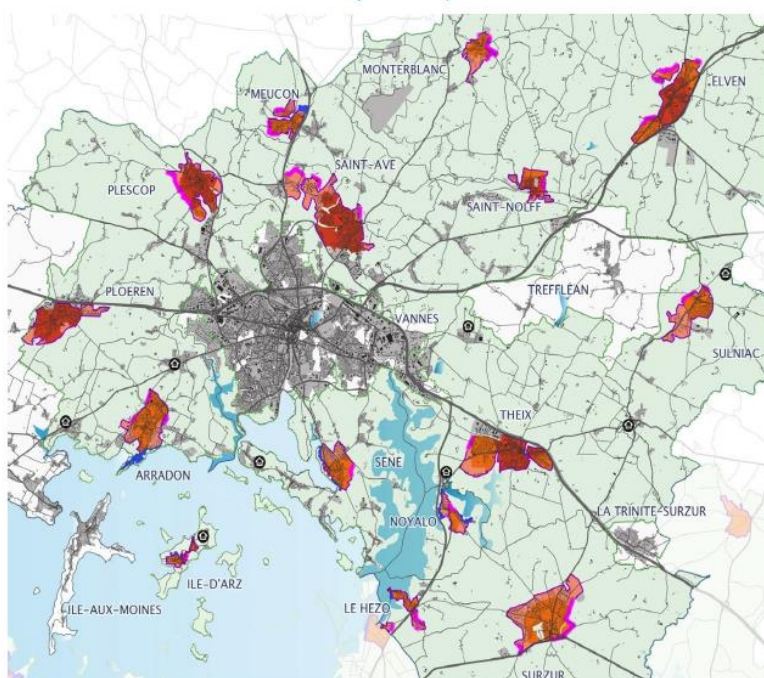 MONTERBLANC
ELVEN
MEUCON
SAINT-AVE
PLESCOP
SAINT-NOLFF
PLOEREN
TREFFLEAN
VANNES
SULNIAC
THEIX
SENE
ARRADON
NOYALO
LA TRINITE-SURZUR
ILE-D'ARZ
ILE-AUX-MOINES
LE HEZO
SURZUR